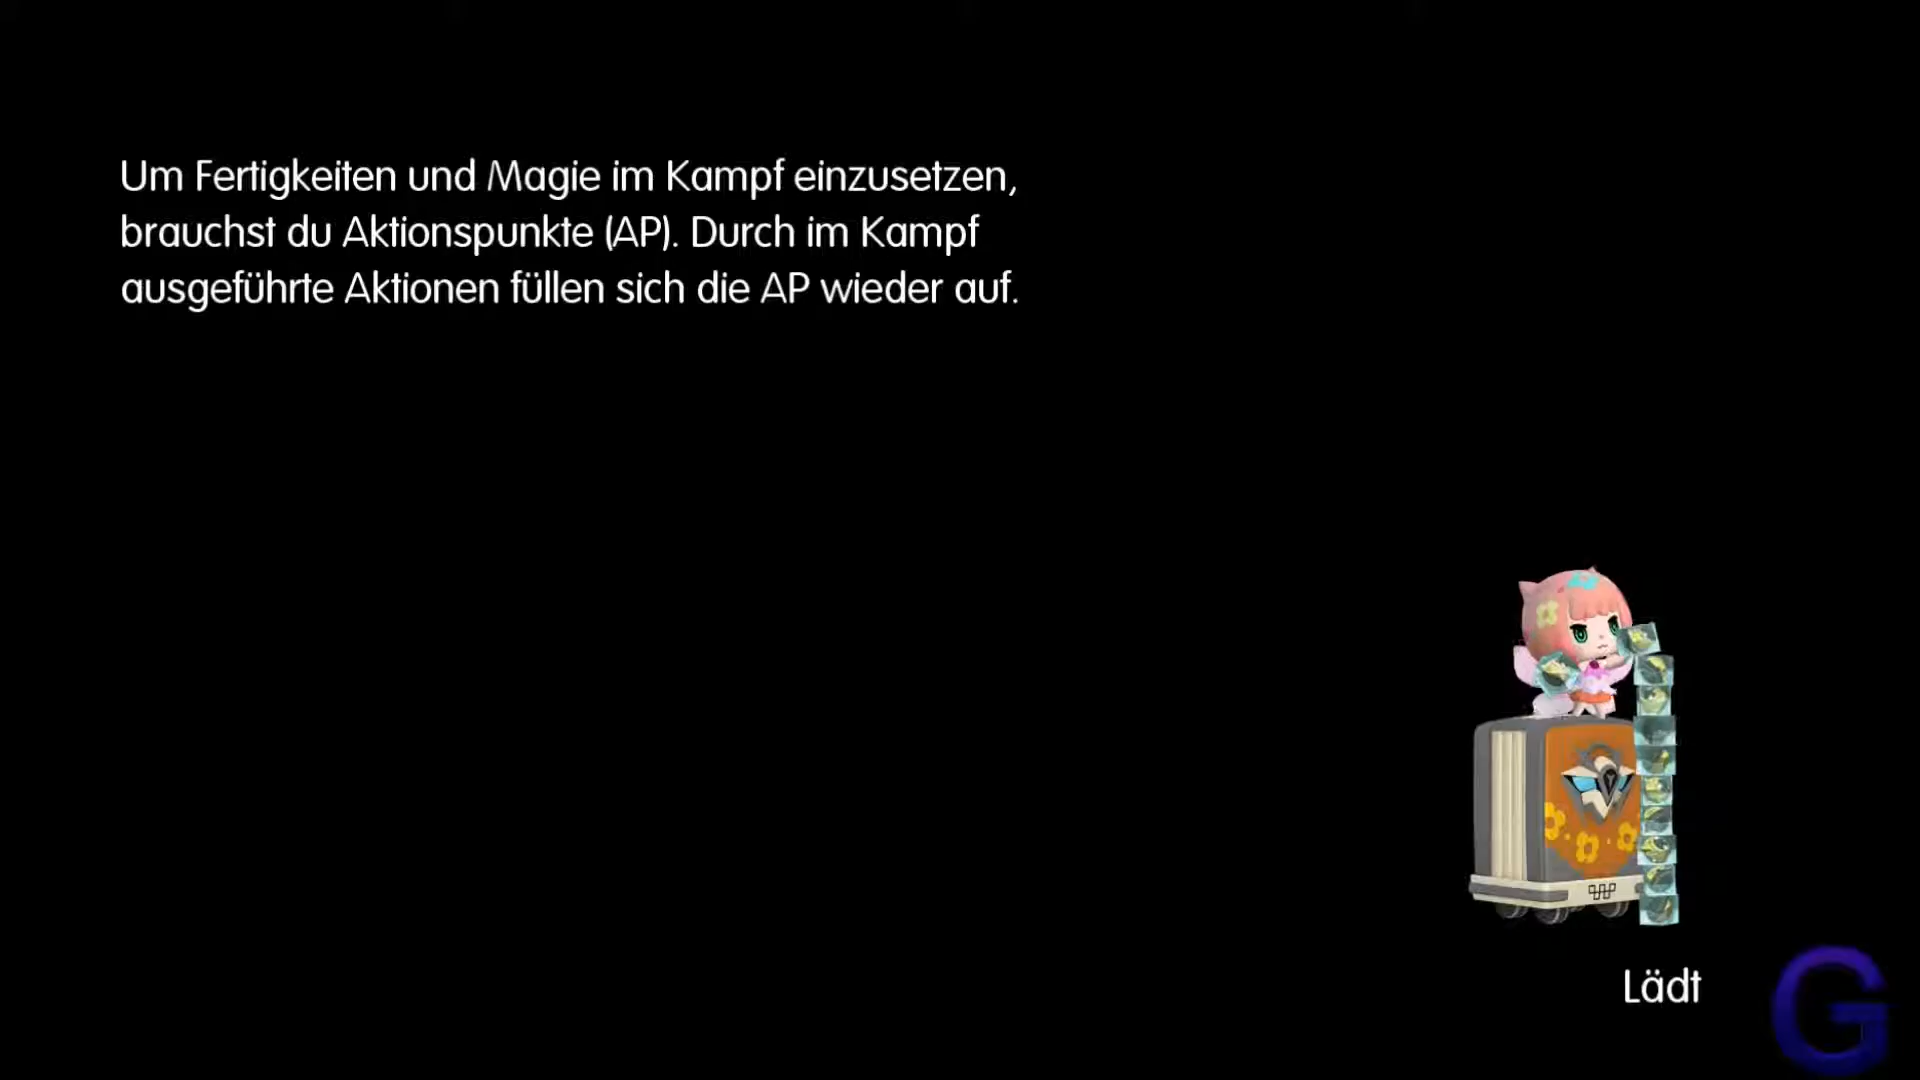 Um Fertigkeiten und Magie im Kampf einzusetzen,
brauchst du Aktionspunkte (AP). Durch im Kampf
ausgeführte Aktionen füllen sich die AP wieder auf.
Lädt
G